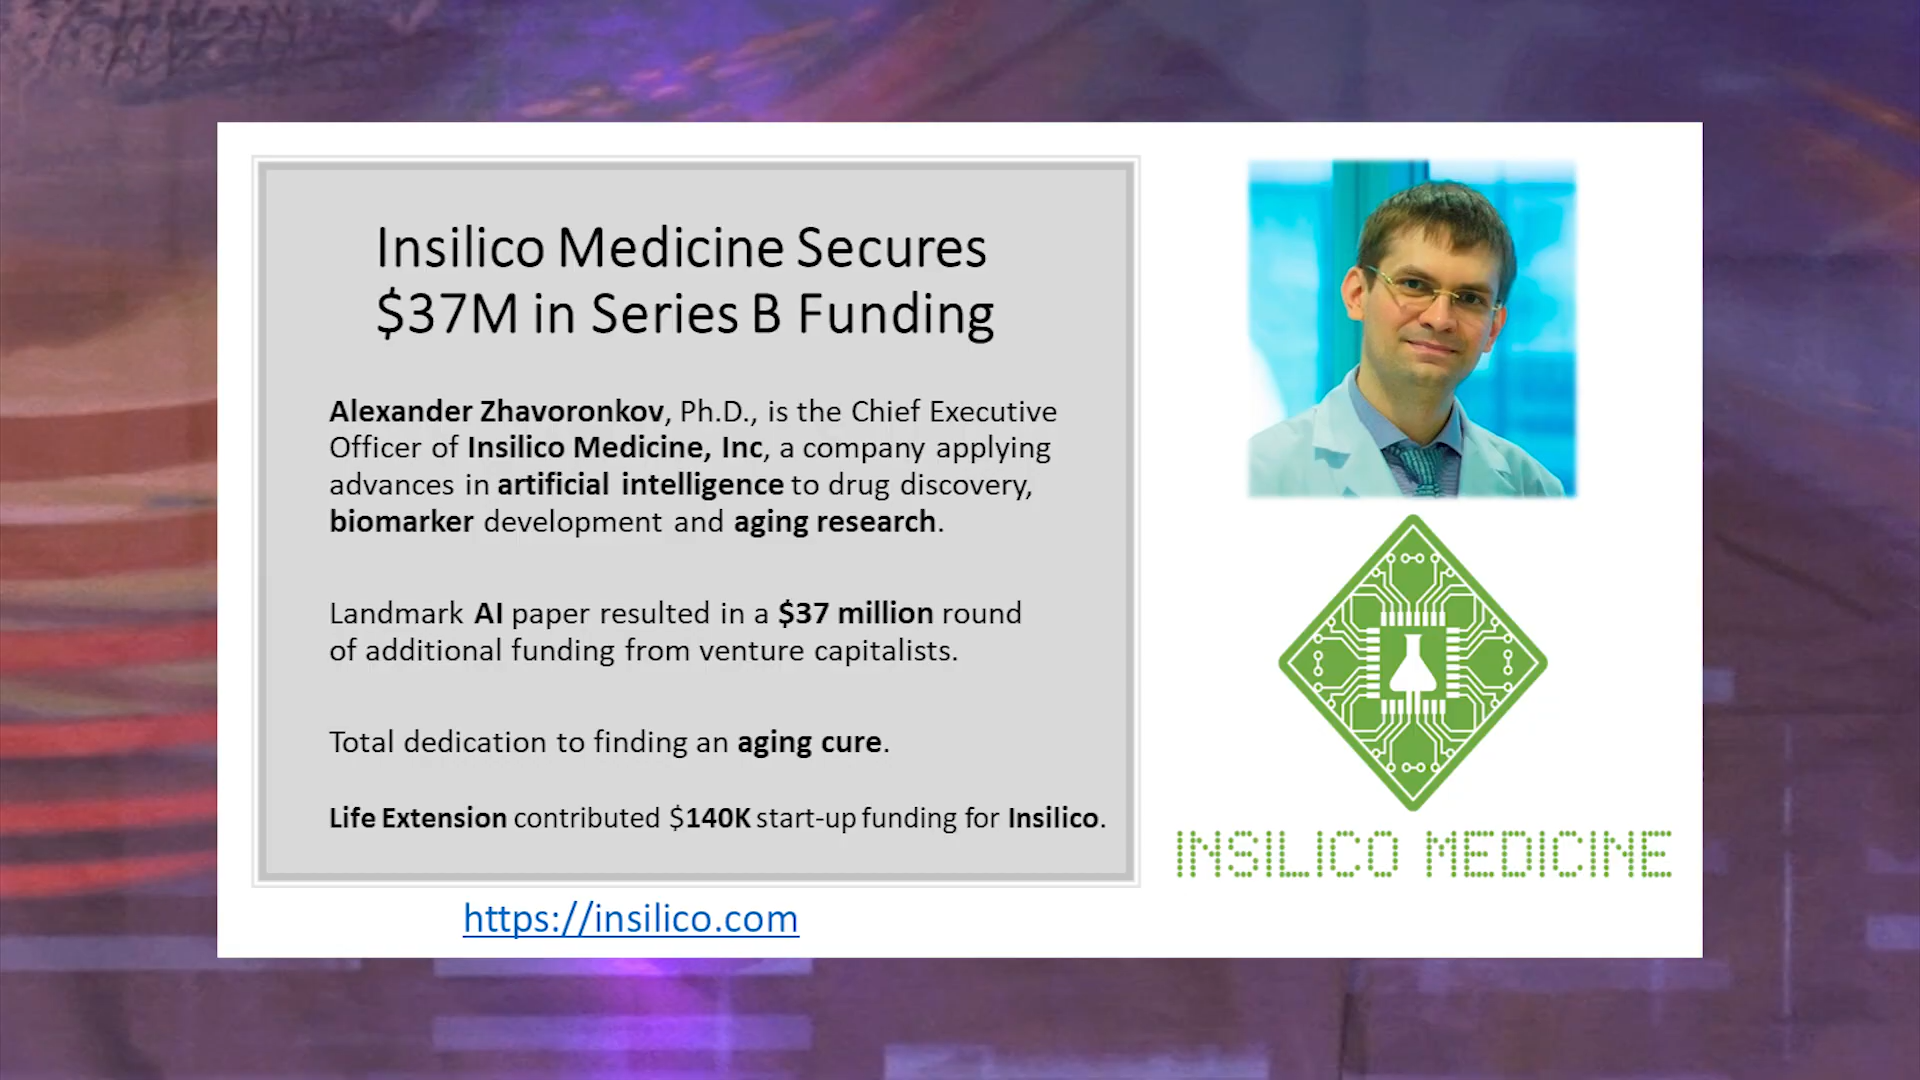 Insilico Medicine Secures
$37M in Series B Funding
Alexander Zhavoronkov, Ph.D., is the Chief Executive
Officer of Insilico Medicine, Inc, a company applying
advances in artificial intelligence to drug discovery,
biomarker development and aging research.
Landmark AI paper resulted in a $37 million round
of additional funding from venture capitalists.
Total dedication to finding an aging cure.
Life Extension contributed $140K start-up funding for Insilico.
https://insilico.com
INSILICO MEDICINE